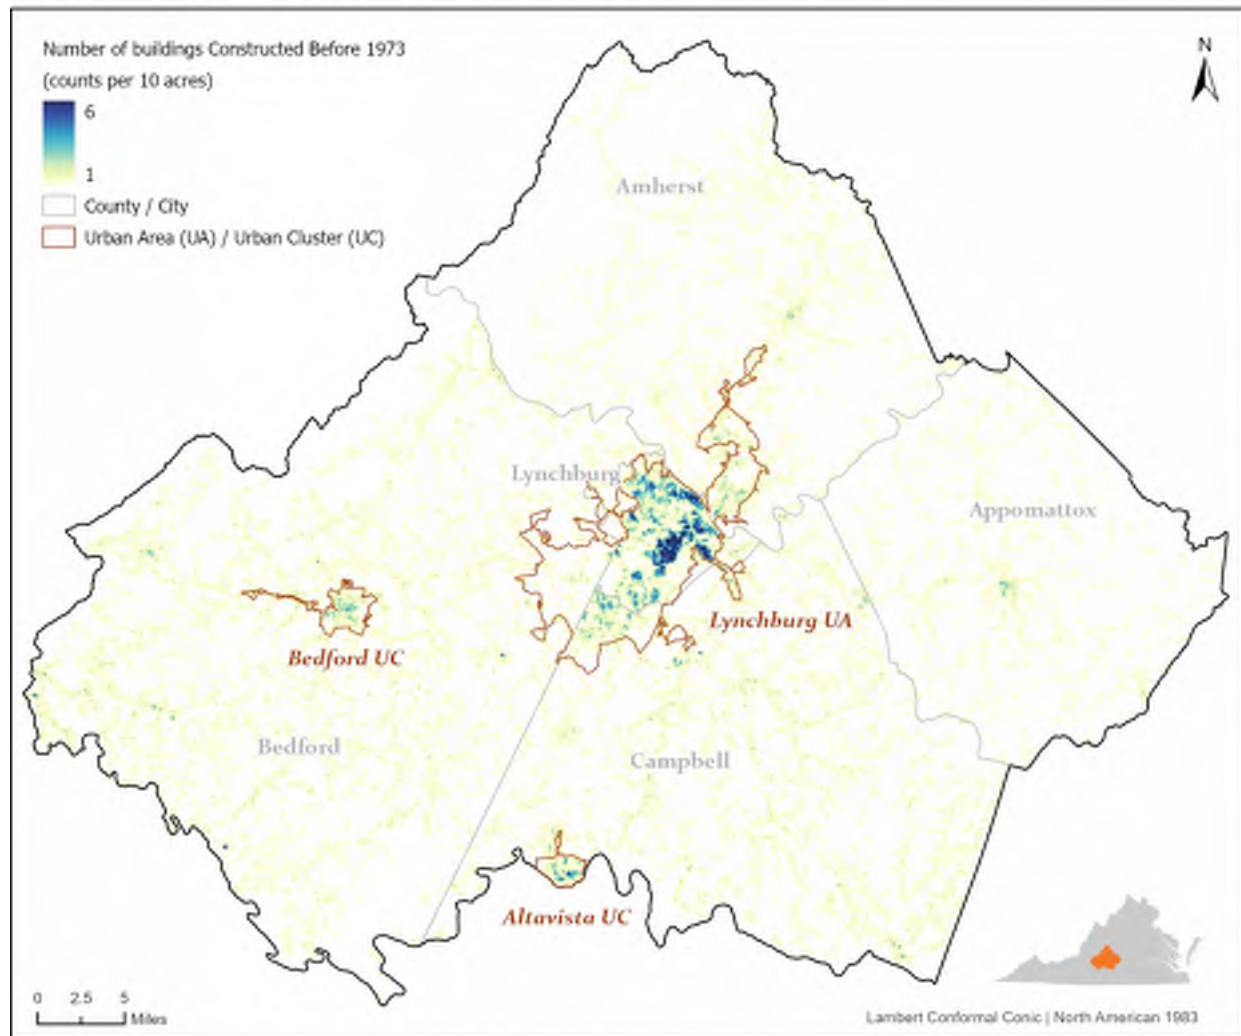 Number of buildings Constructed Before 1973
(counts per 10 acres)
6
1
County / City
Urban Area (UA) / Urban Cluster (UC)
N
Amherst
Lynchburg
Appomattox
Lynchburg UA
Bedford UC
Bedford
Campbell
Altavista UC
0 2.5 5
Miles
Lambert Conformal Conic | North American 1983